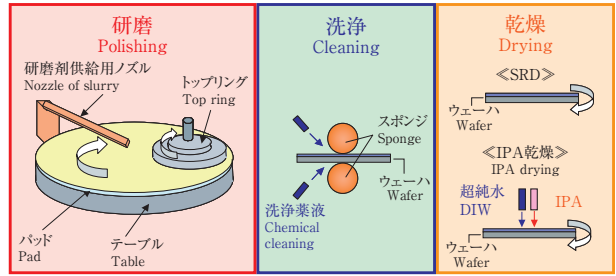 研磨
Polishing
研磨剤供給用ノズル
Nozzle of slurry
トップリング
Top ring
パッド
Pad
テーブル
Table
洗浄
Cleaning
スポンジ
Sponge
ウェーハ
Wafer
洗浄薬液
Chemical
cleaning
乾燥
Drying
≪SRD≫
ウェーハ
Wafer
≪IPA乾燥≫
IPA drying
超純水
DIW
IPA
ウェーハ
Wafer